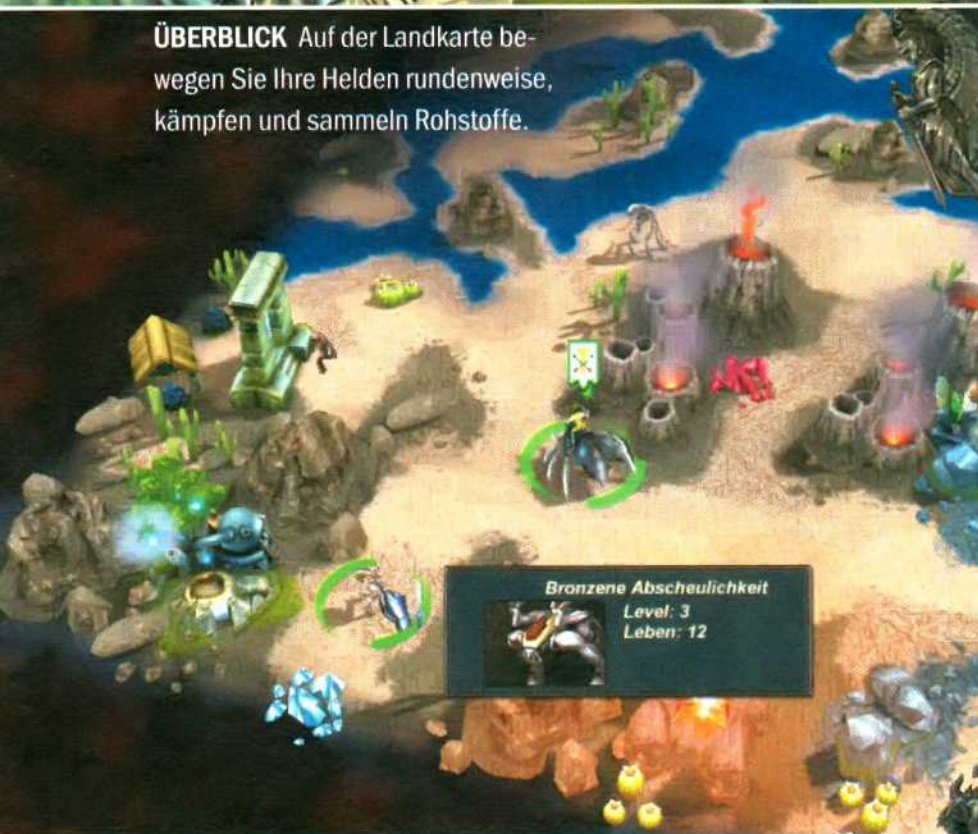 ÜBERBLICK Auf der Landkarte be-
wegen Sie Ihre Helden rundenweise,
kämpfen und sammeln Rohstoffe.
Bronzene Abscheulichkeit
Level: 3
Leben: 12